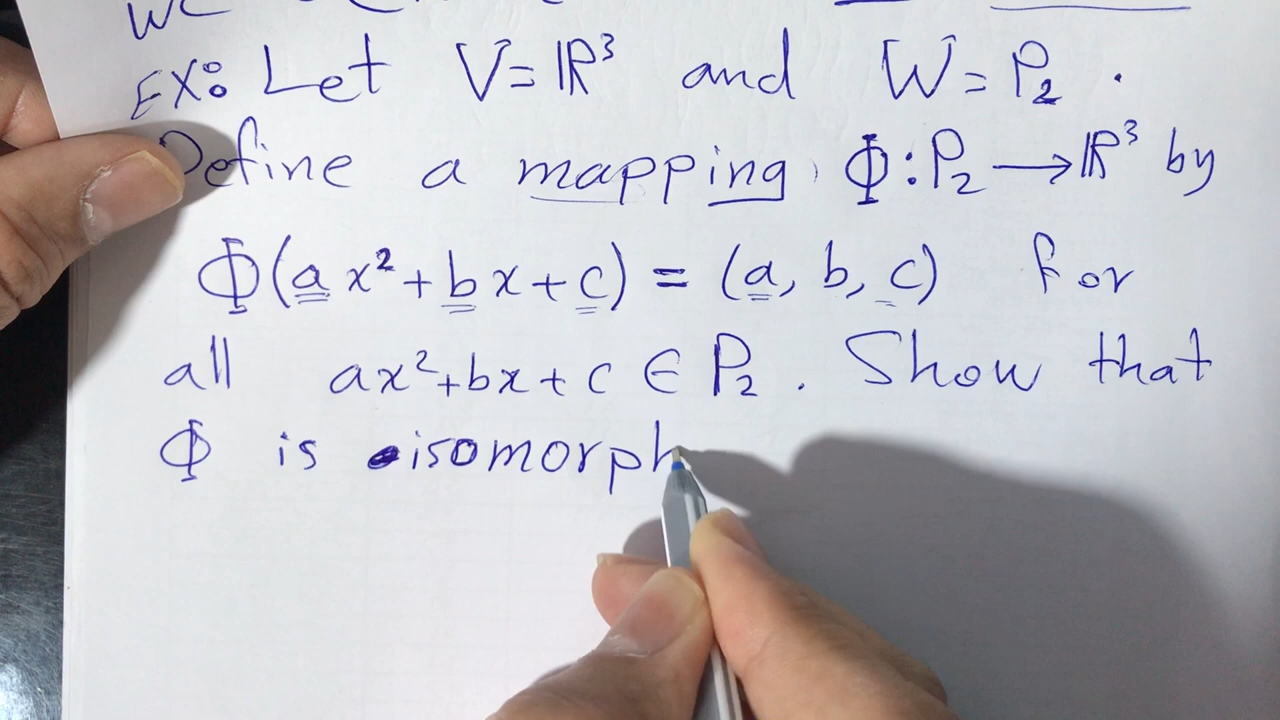 EX: Let V = ℝ³ and W = P₂ .
Define a mapping Φ : P₂ → ℝ³ by
Φ(ax² + bx + c) = (a, b, c) for
all ax² + bx + c ∈ P₂ . Show that
Φ is isomorph